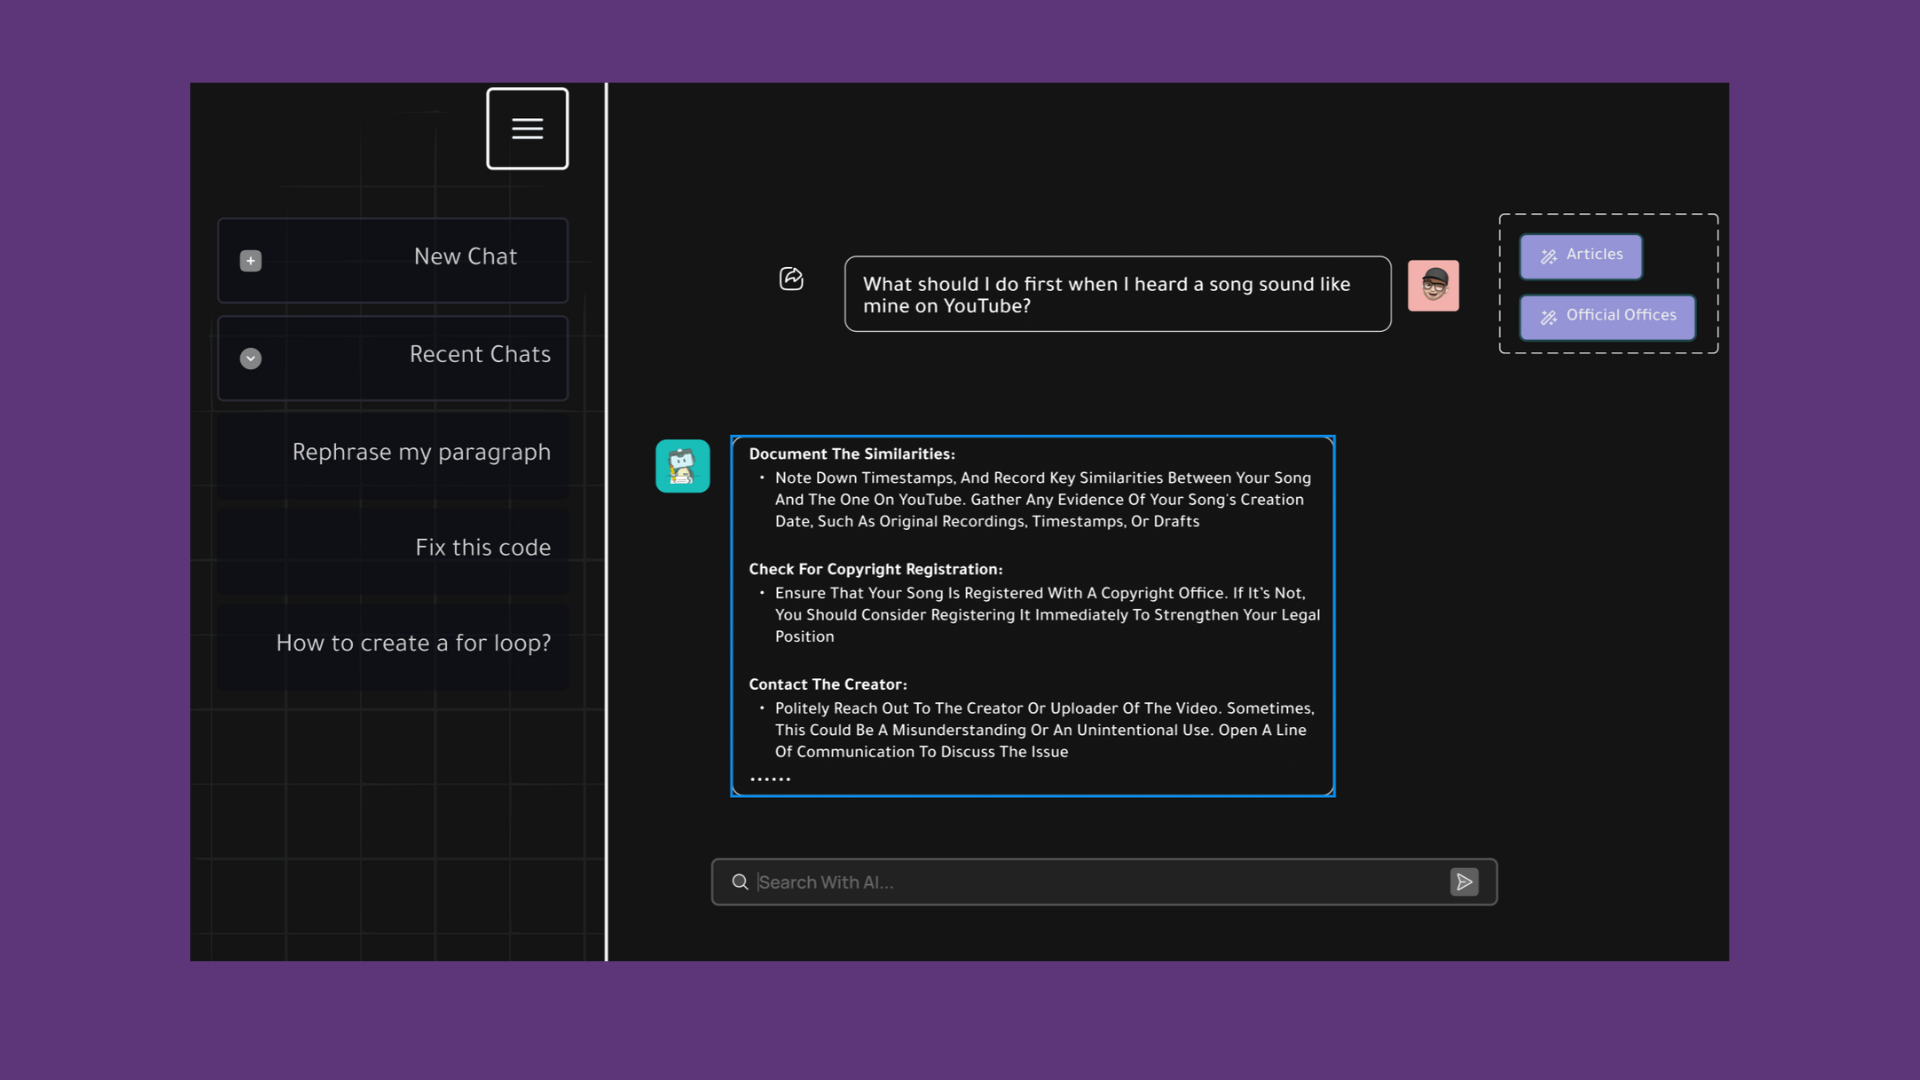 New Chat
Recent Chats
Rephrase my paragraph
Fix this code
How to create a for loop?
What should I do first when I heard a song sound like
mine on YouTube?
Articles
Official Offices
Document The Similarities:
• Note Down Timestamps, And Record Key Similarities Between Your Song
And The One On YouTube. Gather Any Evidence Of Your Song's Creation
Date, Such As Original Recordings, Timestamps, Or Drafts
Check For Copyright Registration:
• Ensure That Your Song Is Registered With A Copyright Office. If It's Not,
You Should Consider Registering It Immediately To Strengthen Your Legal
Position
Contact The Creator:
• Politely Reach Out To The Creator Or Uploader Of The Video. Sometimes,
This Could Be A Misunderstanding Or An Unintentional Use. Open A Line
Of Communication To Discuss The Issue
......
Search With AI...